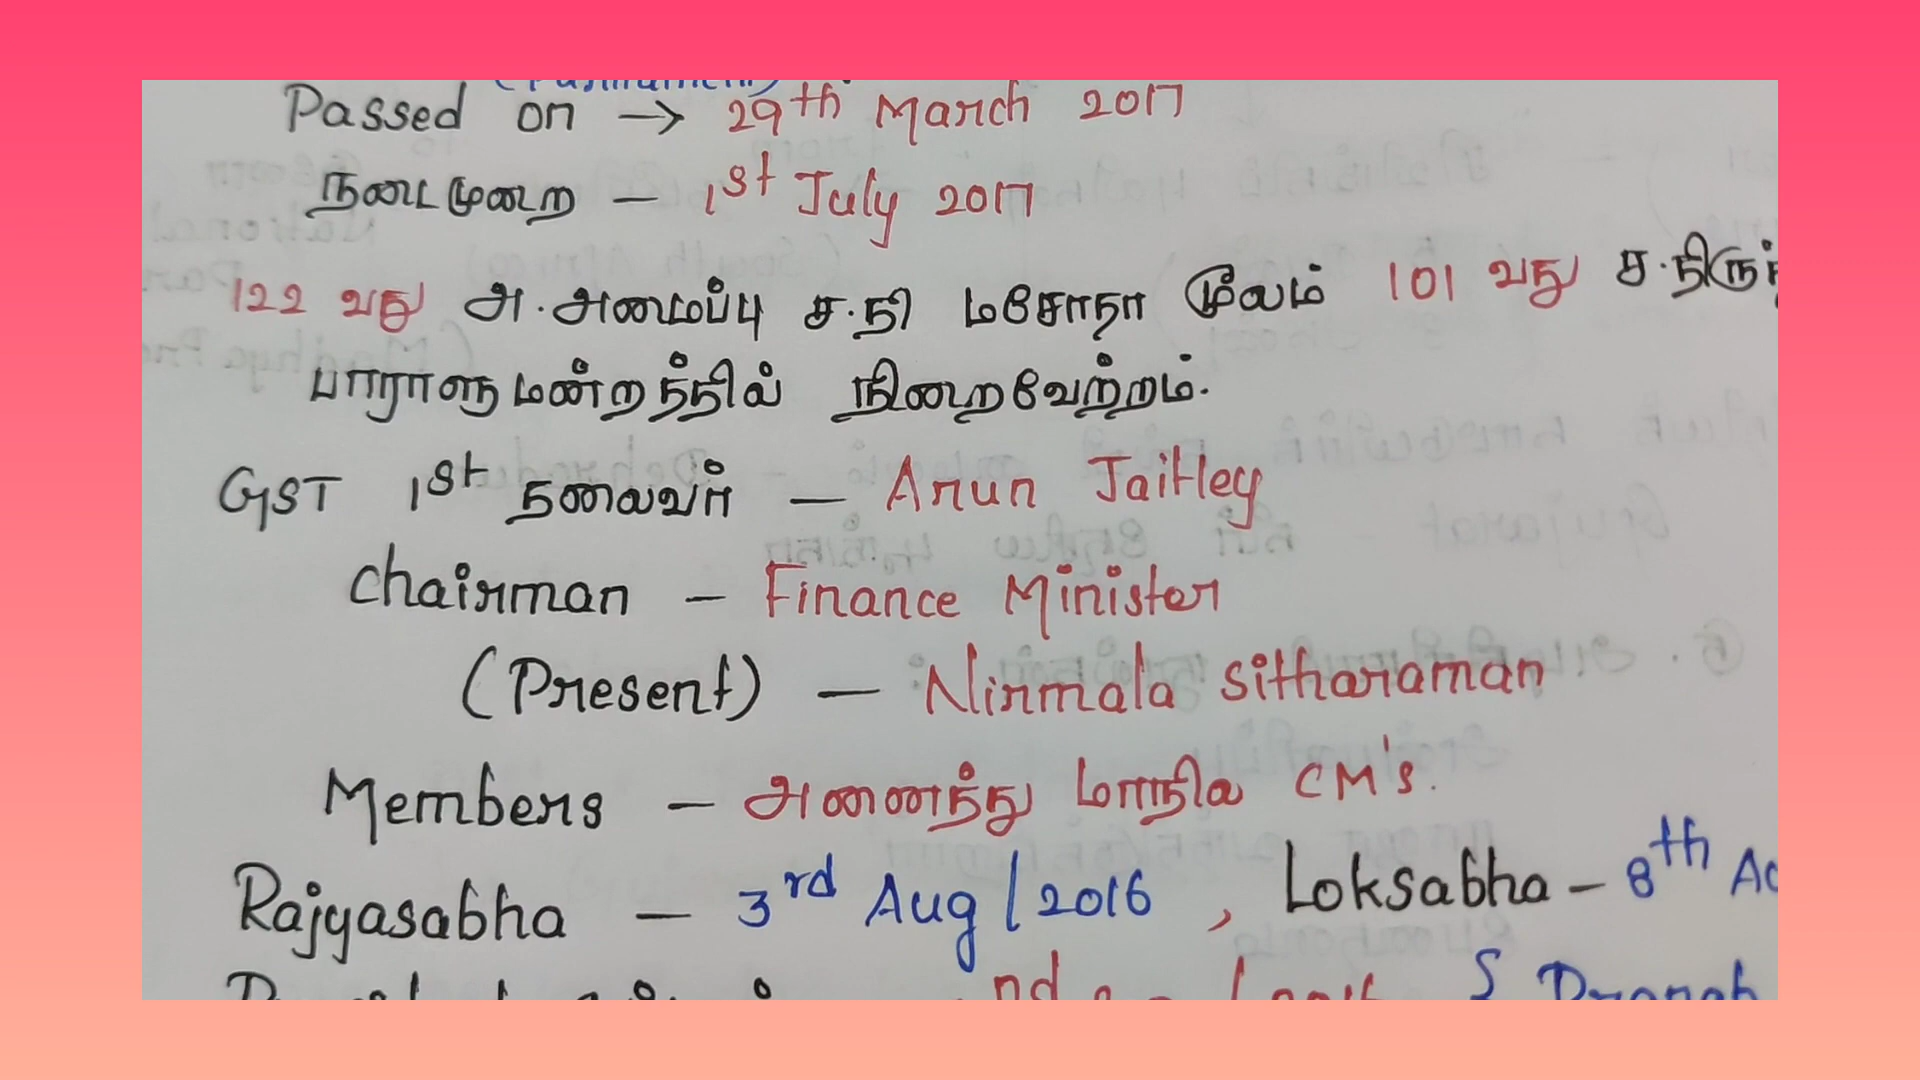 (Parliament)
Passed on → 29th March 2017
நடைமுறை – 1st July 2017
122 வது அ.அமைப்பு ச.தி மசோதா மூலம் 101 வது ச.திருத்
பாராளுமன்றத்தில் நிறைவேற்றம்.
GST 1st தலைவர் – Arun Jaitley
Chairman – Finance Minister
(Present) – Nirmala Sitharaman
Members – அனைத்து மாநில CM's.
Rajyasabha – 3rd Aug/2016 , Loksabha – 8th Au